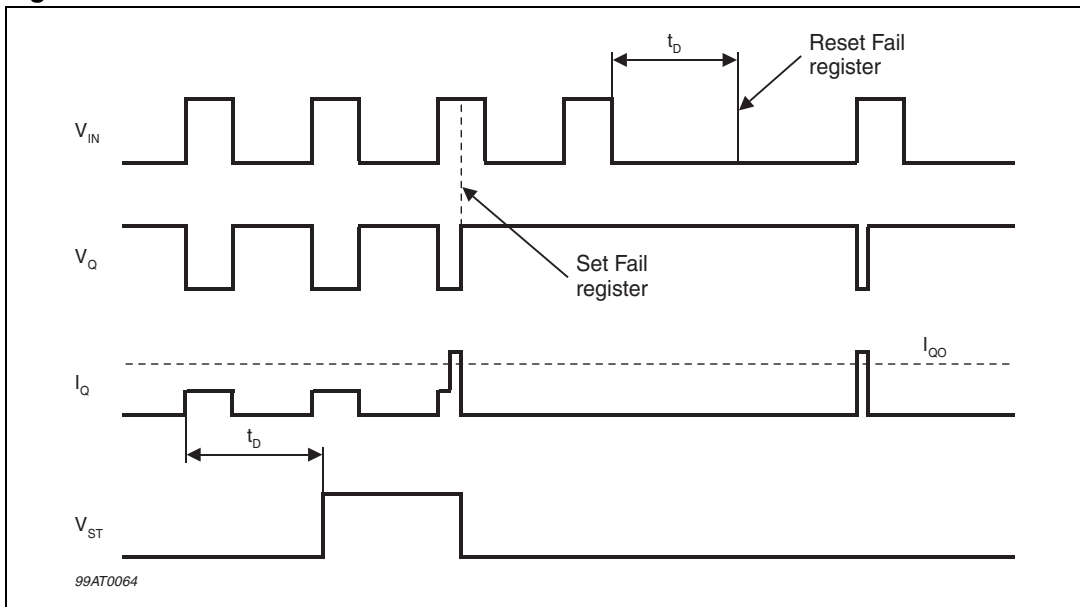 t_D
Reset Fail
register
V_IN
V_Q
Set Fail
register
I_QO
I_Q
t_D
V_ST
99AT0064